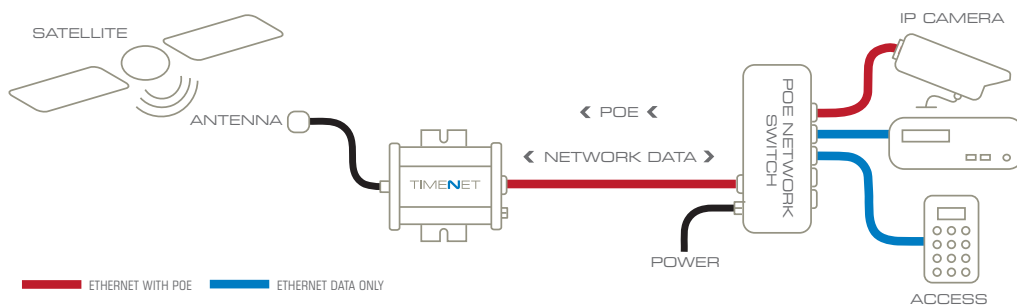 SATELLITE
IP CAMERA
ANTENNA
‹ POE ‹
‹ NETWORK DATA ›
TIMENET
POE NETWORK
SWITCH
POWER
ETHERNET WITH POE
ETHERNET DATA ONLY
ACCESS